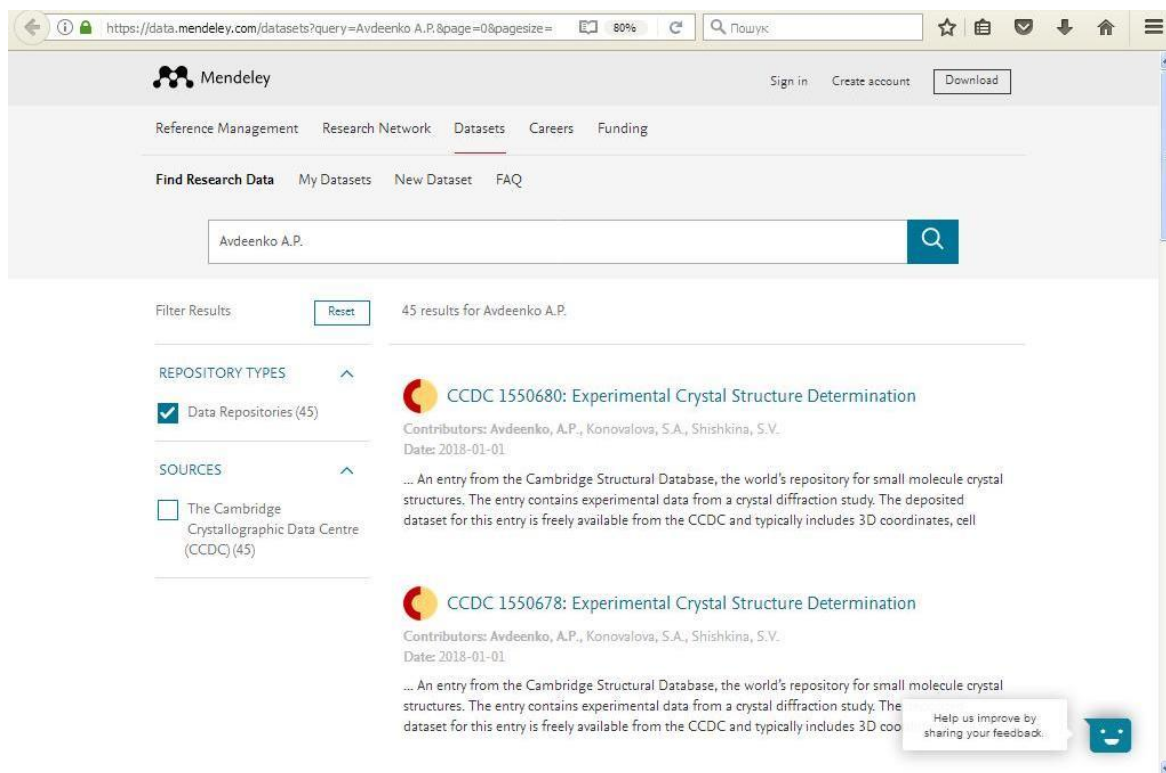 https://data.mendeley.com/datasets?query=Avdeenko A.P.&page=0&pagesize= 80% Пошук
Mendeley Sign in Create account Download
Reference Management Research Network Datasets Careers Funding
Find Research Data My Datasets New Dataset FAQ
Avdeenko A.P.
Filter Results Reset
45 results for Avdeenko A.P.
REPOSITORY TYPES
Data Repositories (45)
SOURCES
The Cambridge
Crystallographic Data Centre
(CCDC) (45)
CCDC 1550680: Experimental Crystal Structure Determination
Contributors: Avdeenko, A.P., Konovalova, S.A., Shishkina, S.V.
Date: 2018-01-01
... An entry from the Cambridge Structural Database, the world's repository for small molecule crystal
structures. The entry contains experimental data from a crystal diffraction study. The deposited
dataset for this entry is freely available from the CCDC and typically includes 3D coordinates, cell
CCDC 1550678: Experimental Crystal Structure Determination
Contributors: Avdeenko, A.P., Konovalova, S.A., Shishkina, S.V.
Date: 2018-01-01
... An entry from the Cambridge Structural Database, the world's repository for small molecule crystal
structures. The entry contains experimental data from a crystal diffraction study. The
dataset for this entry is freely available from the CCDC and typically includes 3D coo
Help us improve by
sharing your feedback.